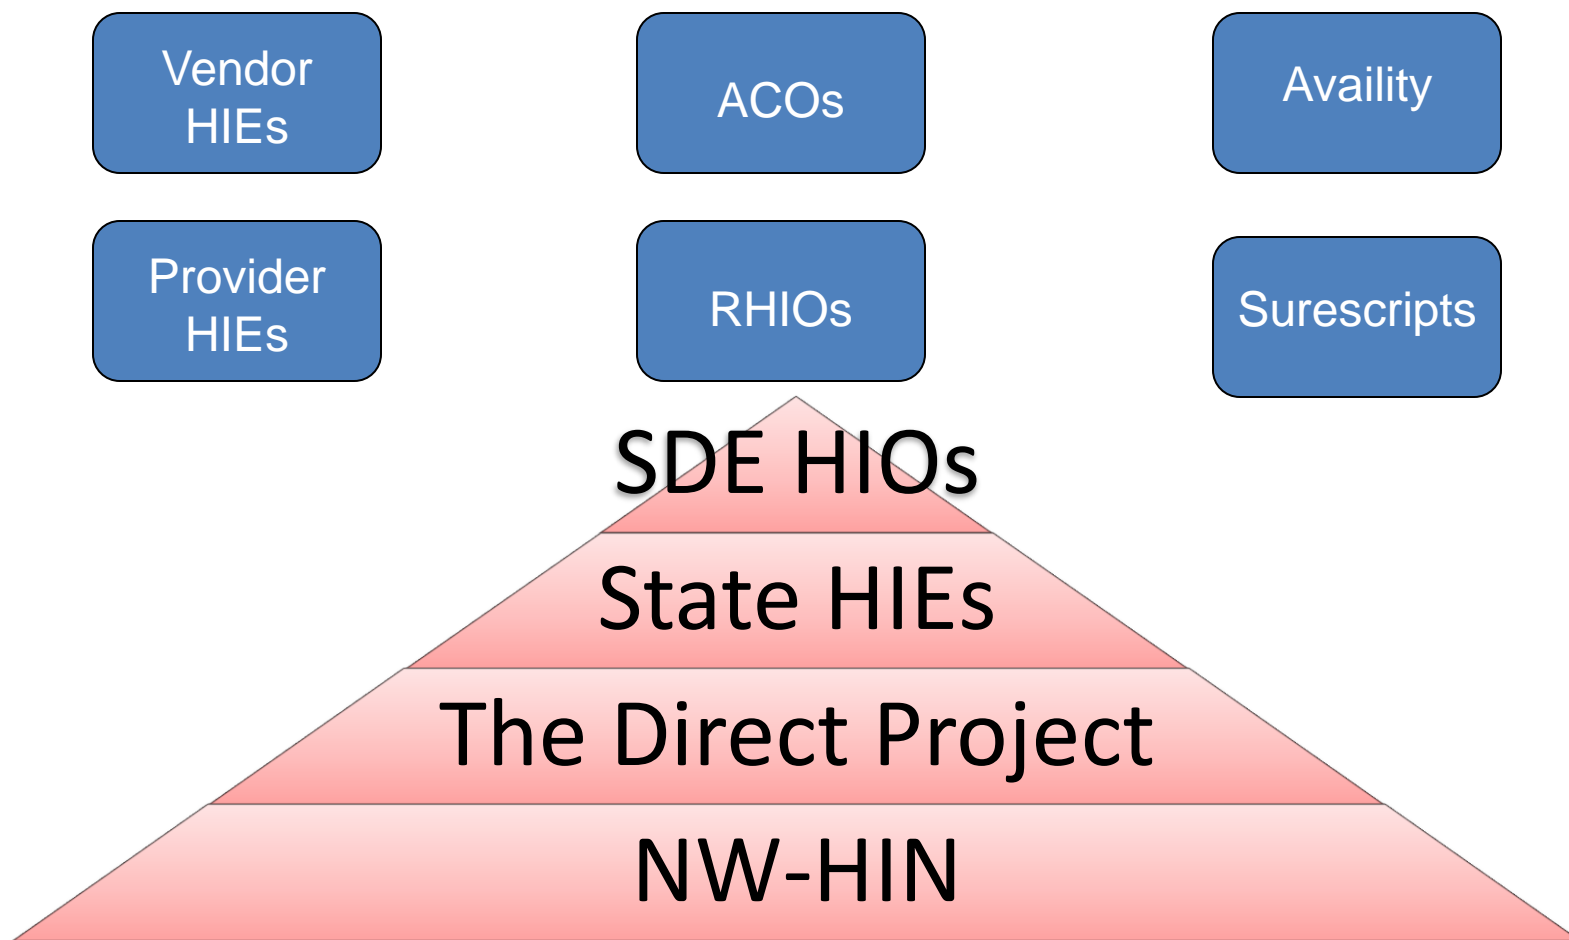 Vendor
HIEs
ACOs
Availity
Provider
HIEs
RHIOs
Surescripts
SDE HIOs
State HIEs
The Direct Project
NW-HIN